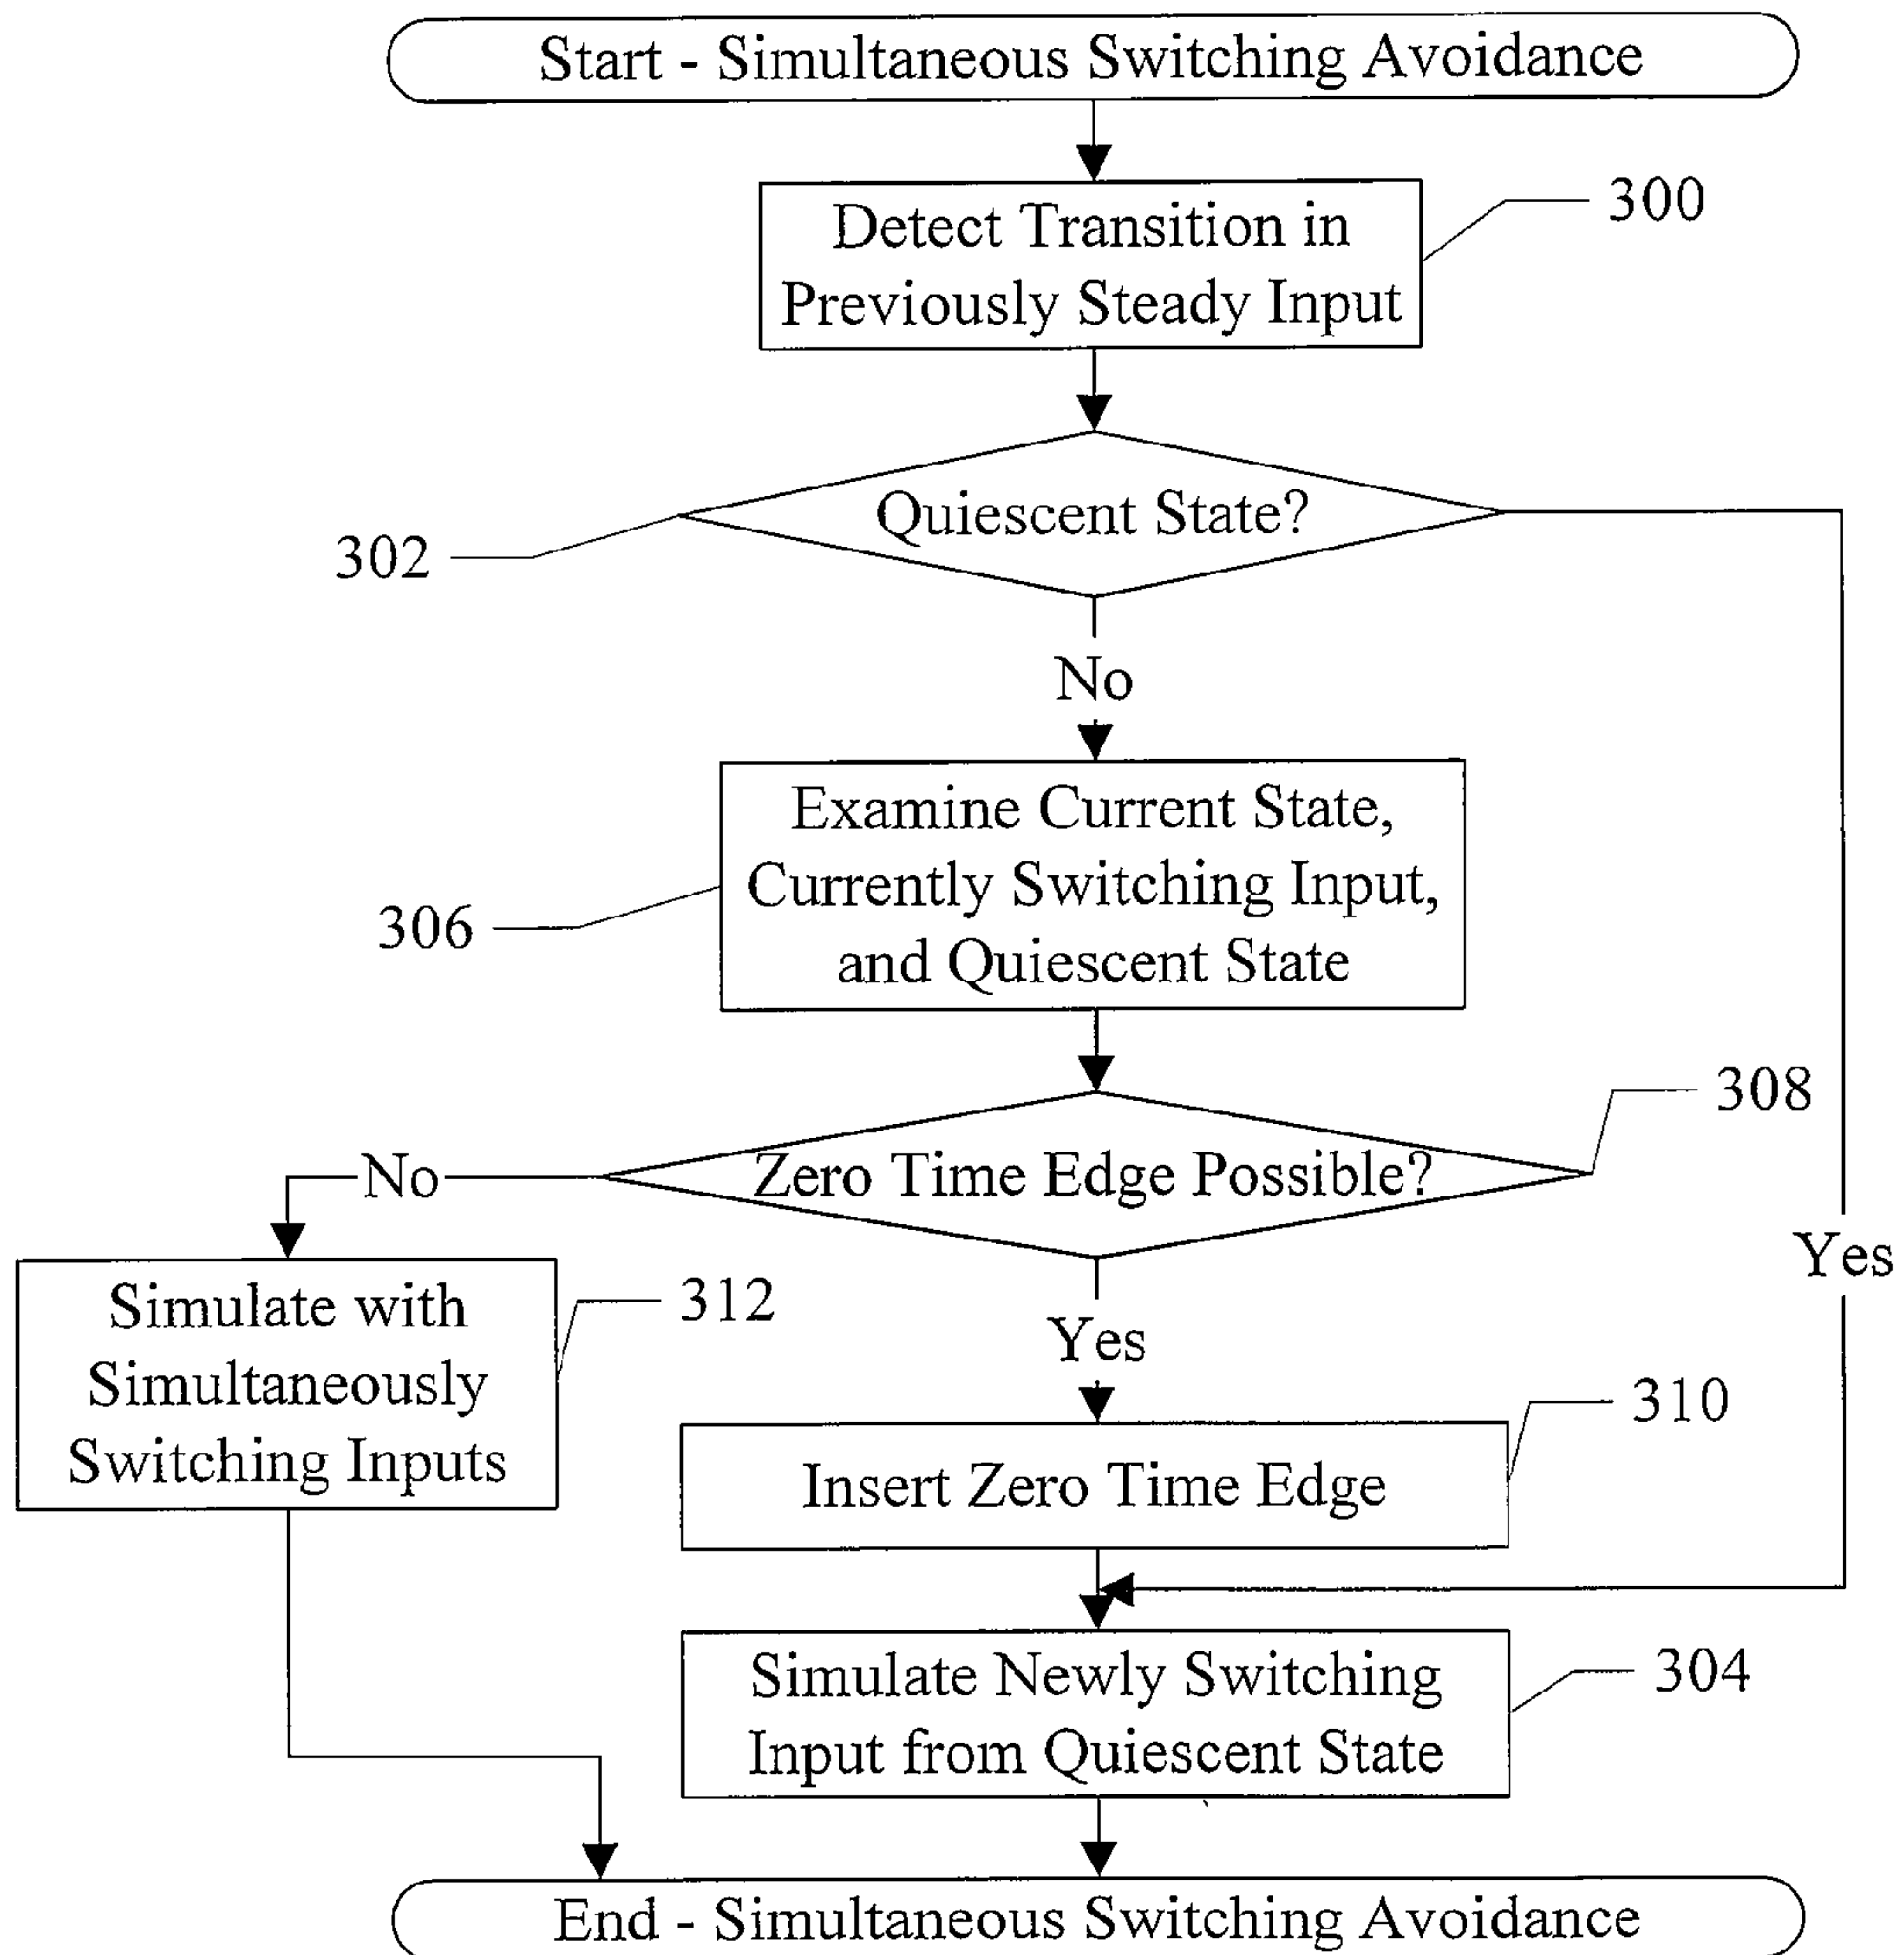 Start - Simultaneous Switching Avoidance
Detect Transition in
Previously Steady Input
300
Quiescent State?
302
No
Examine Current State,
Currently Switching Input,
and Quiescent State
306
308
Zero Time Edge Possible?
No
Yes
Simulate with
Simultaneously
Switching Inputs
312
Yes
310
Insert Zero Time Edge
Simulate Newly Switching
Input from Quiescent State
304
End - Simultaneous Switching Avoidance